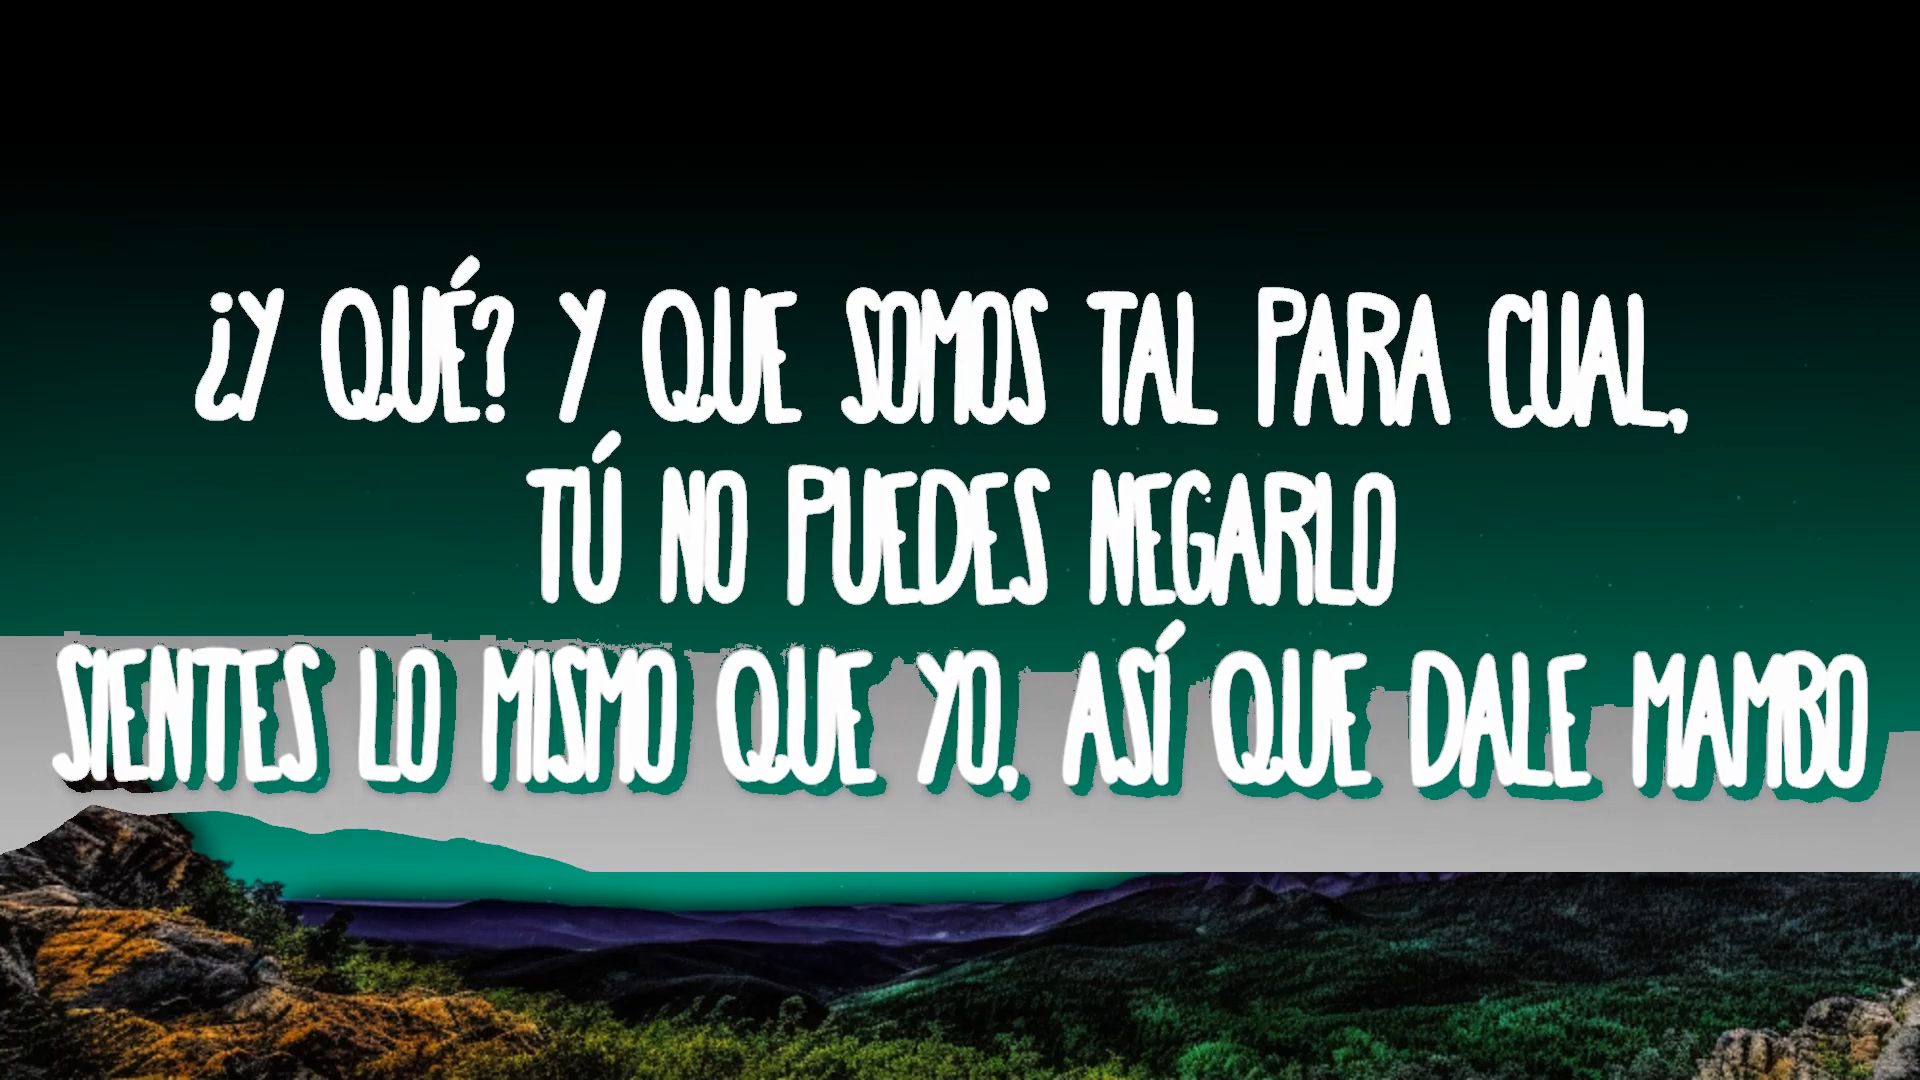 ¿Y QUÉ? Y QUE SOMOS TAL PARA CUAL,
TÚ NO PUEDES NEGARLO
SIENTES LO MISMO QUE YO, ASÍ QUE DALE MAMBO